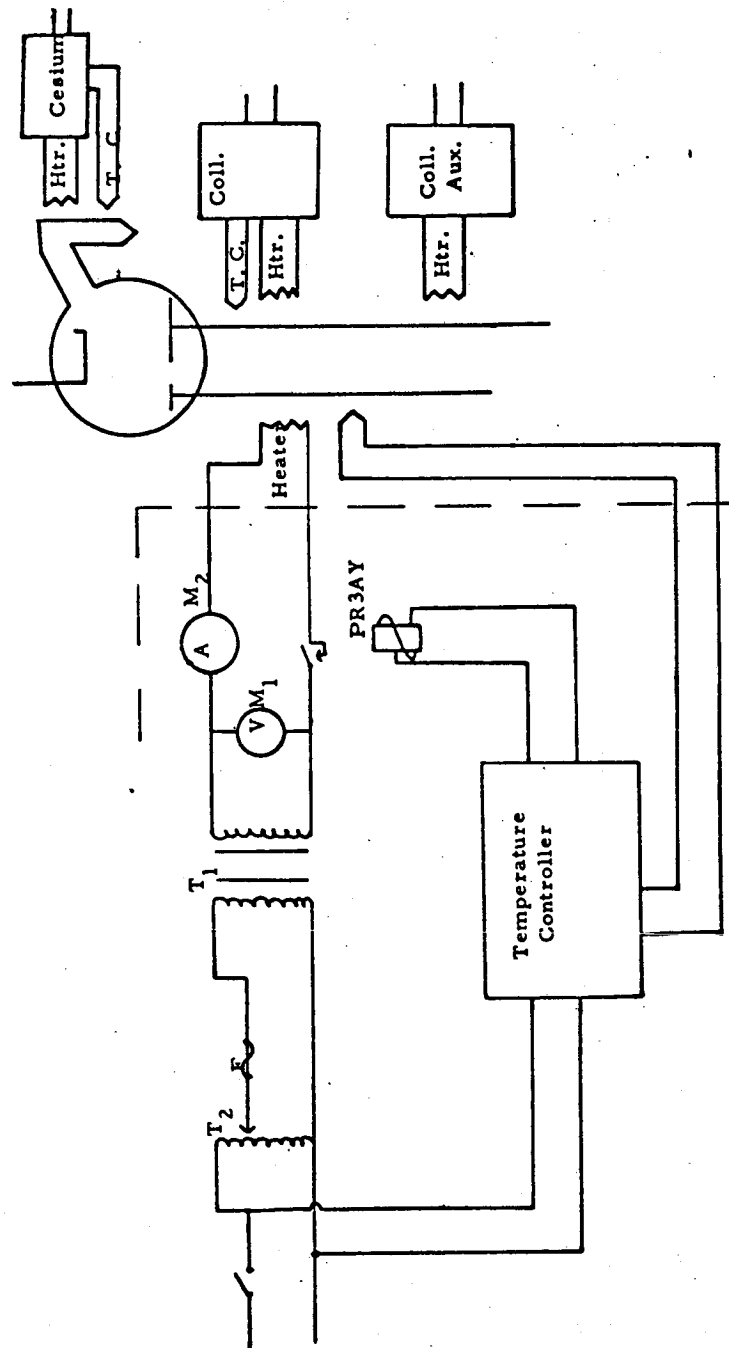 Cesium
Htr.
T. C.
Coll.
T. C.
Htr.
Coll.
Aux.
Htr.
Heater
M2
A
M1
V
PR3AY
T1
T2
F
Temperature
Controller